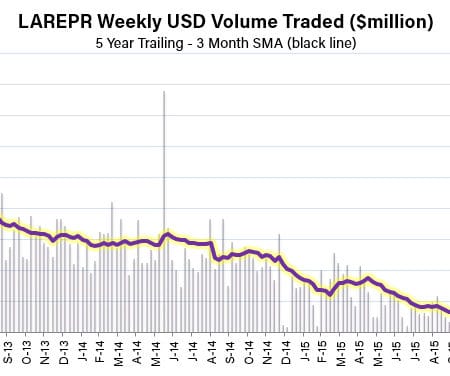 LAREPR Weekly USD Volume Traded ($million)
5 Year Trailing - 3 Month SMA (black line)
S-13
O-13
N-13
D-13
J-14
F-14
M-14
A-14
M-14
J-14
J-14
A-14
S-14
O-14
N-14
D-14
J-15
F-15
M-15
A-15
M-15
J-15
J-15
A-15